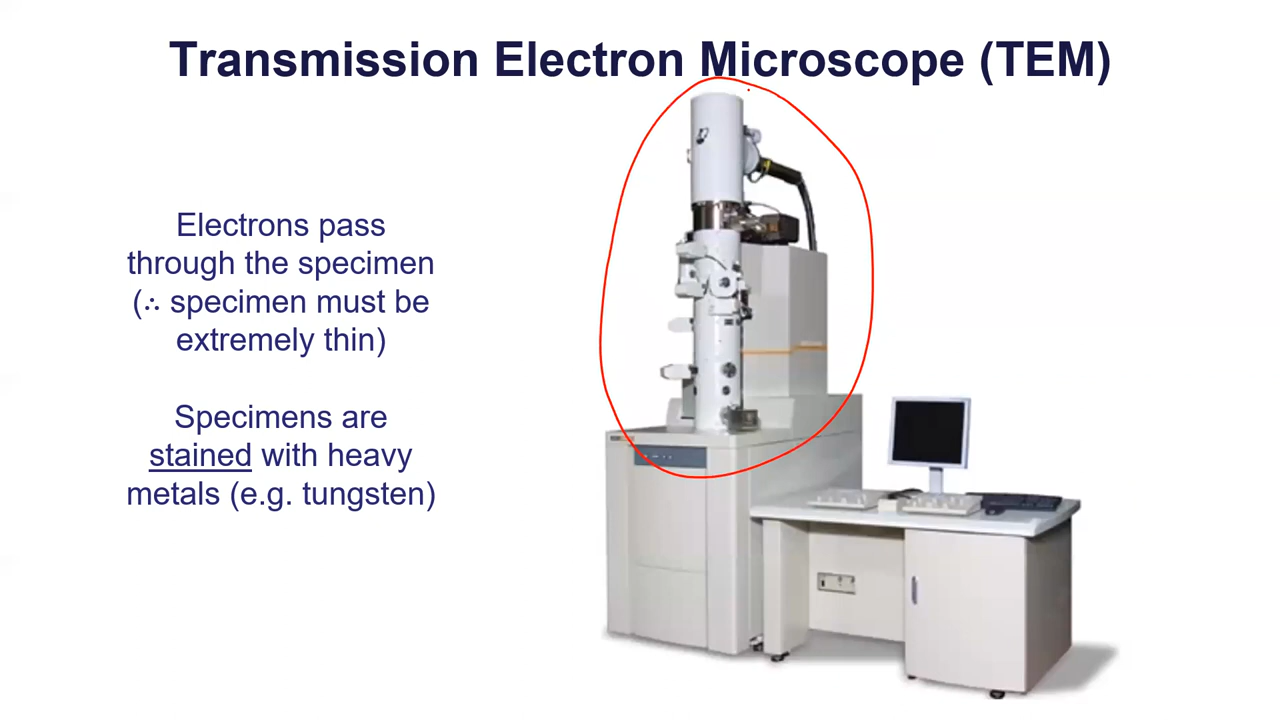 Transmission Electron Microscope (TEM)
Electrons pass
through the specimen
(∴ specimen must be
extremely thin)
Specimens are
stained with heavy
metals (e.g. tungsten)